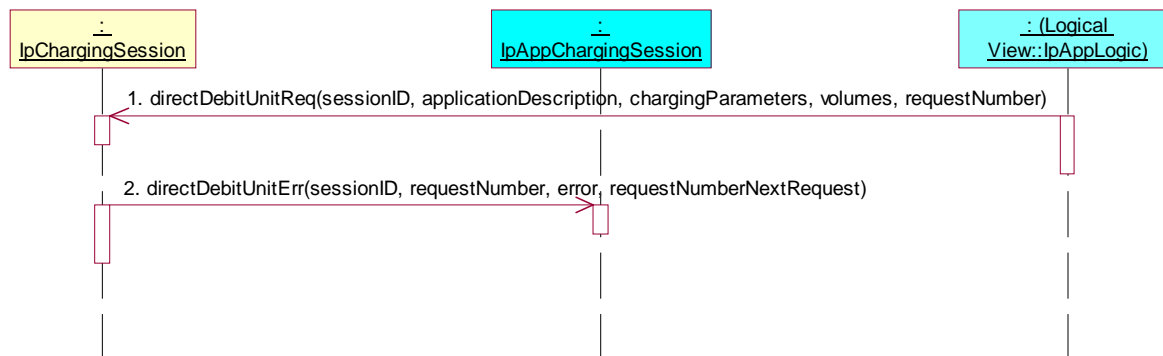 :
IpChargingSession
:
IpAppChargingSession
: (Logical
View::IpAppLogic)
1. directDebitUnitReq(sessionID, applicationDescription, chargingParameters, volumes, requestNumber)
2. directDebitUnitErr(sessionID, requestNumber, error, requestNumberNextRequest)